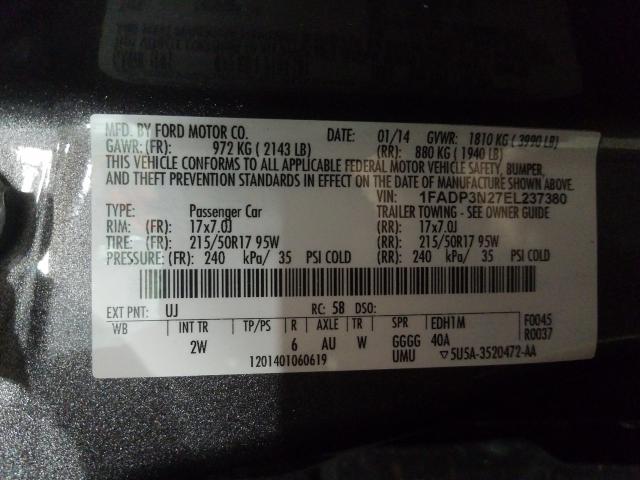 MFD. BY FORD MOTOR CO. DATE: 01/14 GVWR: 1810 KG ( 3990 LB)
GAWR: (FR): 972 KG ( 2143 LB) (RR): 880 KG ( 1940 LB)
THIS VEHICLE CONFORMS TO ALL APPLICABLE FEDERAL MOTOR VEHICLE SAFETY, BUMPER,
AND THEFT PREVENTION STANDARDS IN EFFECT ON THE DATE OF MANUFACTURE SHOWN ABOVE.
VIN: 1FADP3N27EL237380
TYPE: Passenger Car TRAILER TOWING - SEE OWNER GUIDE
RIM: (FR): 17x7.0J (RR): 17x7.0J
TIRE: (FR): 215/50R17 95W (RR): 215/50R17 95W
PRESSURE: (FR): 240 kPa/ 35 PSI COLD (RR): 240 kPa/ 35 PSI COLD
EXT PNT: UJ RC: 58 DSO:
WB INT TR TP/PS R AXLE TR SPR EDH1M F0045
2W 6 AU W GGGG 40A R0037
1201401060619 UMU ▽5U5A-3520472-AA